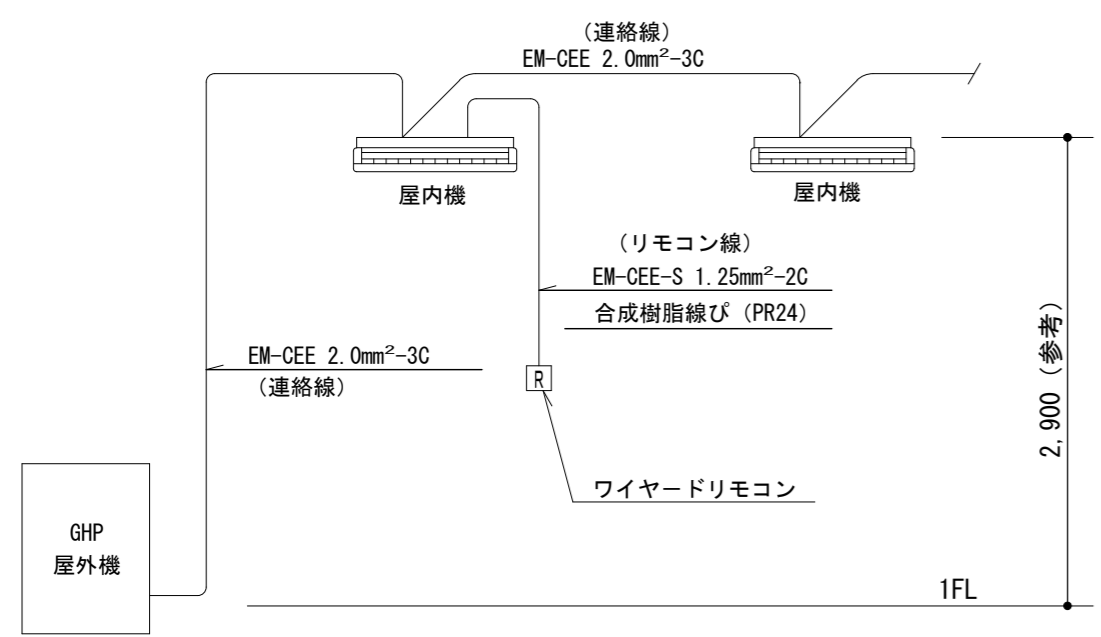 （連絡線）
EM-CEE 2.0mm²-3C
屋内機
屋内機
（リモコン線）
EM-CEE-S 1.25mm²-2C
合成樹脂線ぴ（PR24）
EM-CEE 2.0mm²-3C
（連絡線）
R
2,900（参考）
ワイヤードリモコン
GHP
屋外機
1FL